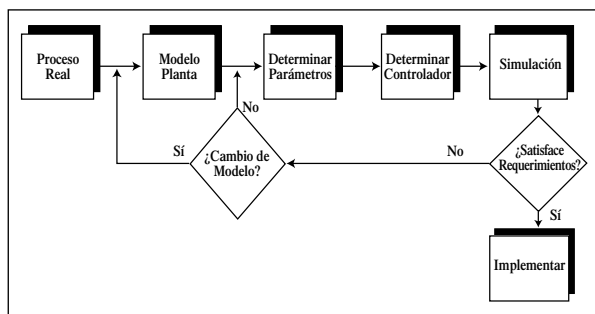 Proceso
Real
Modelo
Planta
Determinar
Parámetros
Determinar
Controlador
Simulación
No
Sí
¿Cambio de
Modelo?
No
¿Satisface
Requerimientos?
Sí
Implementar